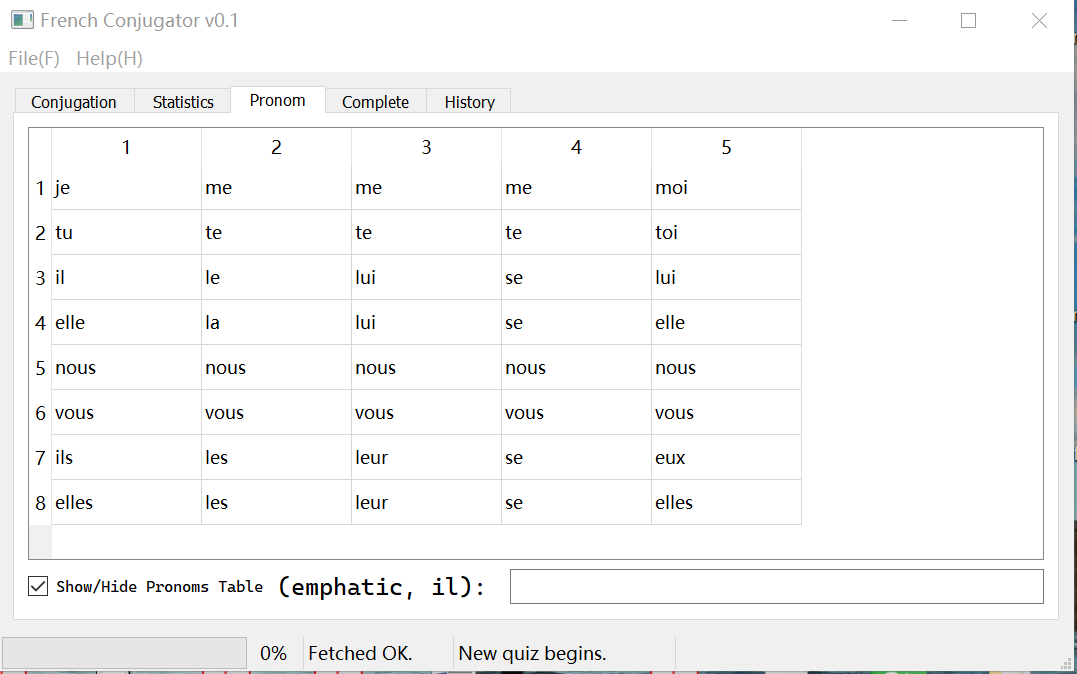 French Conjugator v0.1
File(F) Help(H)
Conjugation Statistics Pronom Complete History
1 2 3 4 5
1 je me me me moi
2 tu te te te toi
3 il le lui se lui
4 elle la lui se elle
5 nous nous nous nous nous
6 vous vous vous vous vous
7 ils les leur se eux
8 elles les leur se elles
Show/Hide Pronoms Table (emphatic, il):
0% Fetched OK. New quiz begins.